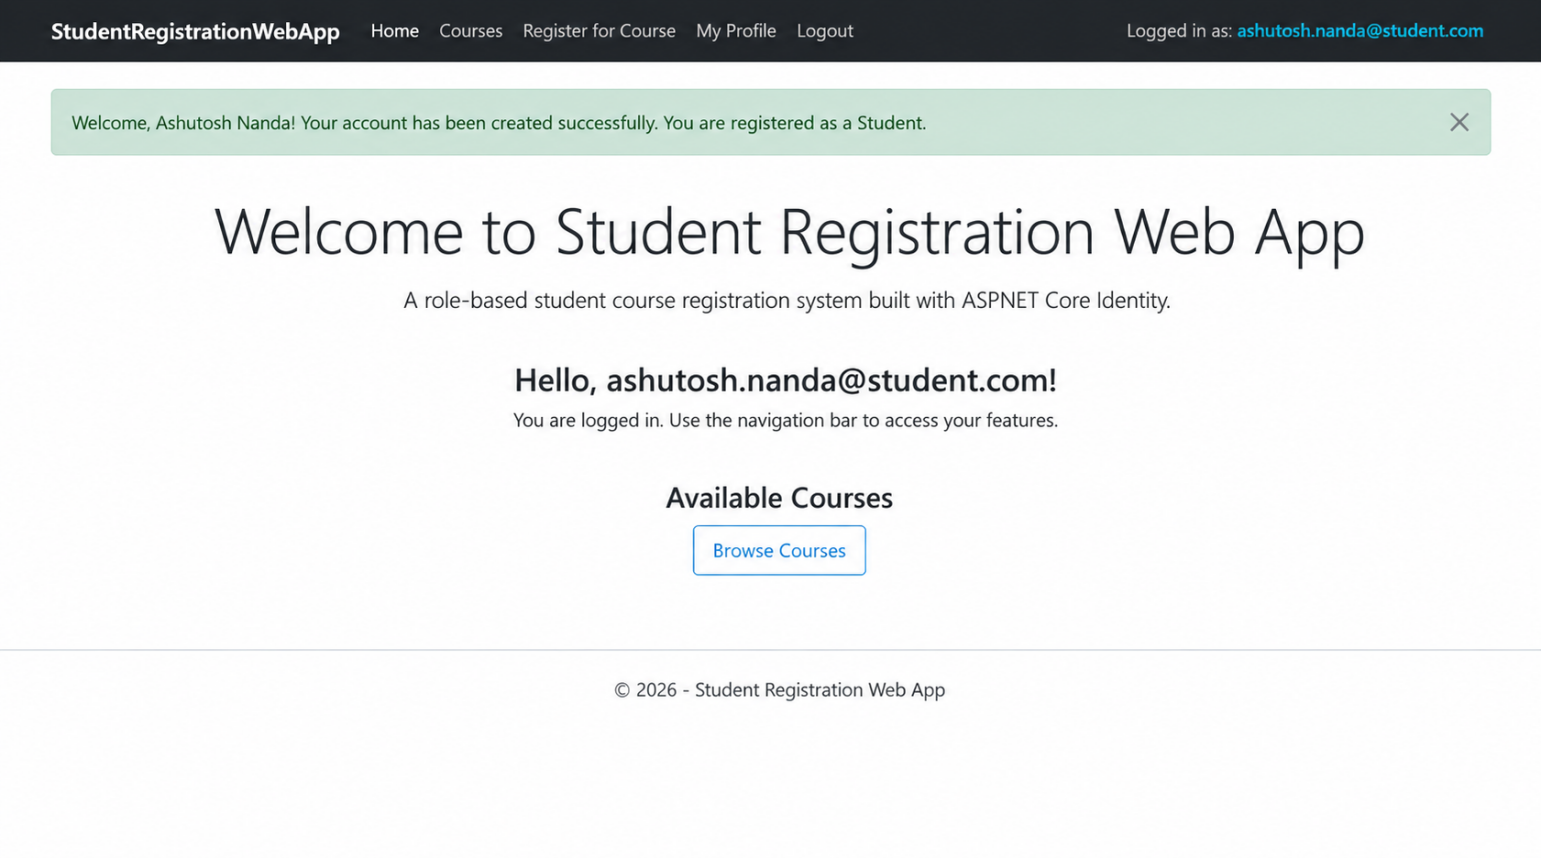 StudentRegistrationWebApp Home Courses Register for Course My Profile Logout Logged in as: ashutosh.nanda@student.com
Welcome, Ashutosh Nanda! Your account has been created successfully. You are registered as a Student.
Welcome to Student Registration Web App
A role-based student course registration system built with ASPNET Core Identity.
Hello, ashutosh.nanda@student.com!
You are logged in. Use the navigation bar to access your features.
Available Courses
Browse Courses
© 2026 - Student Registration Web App